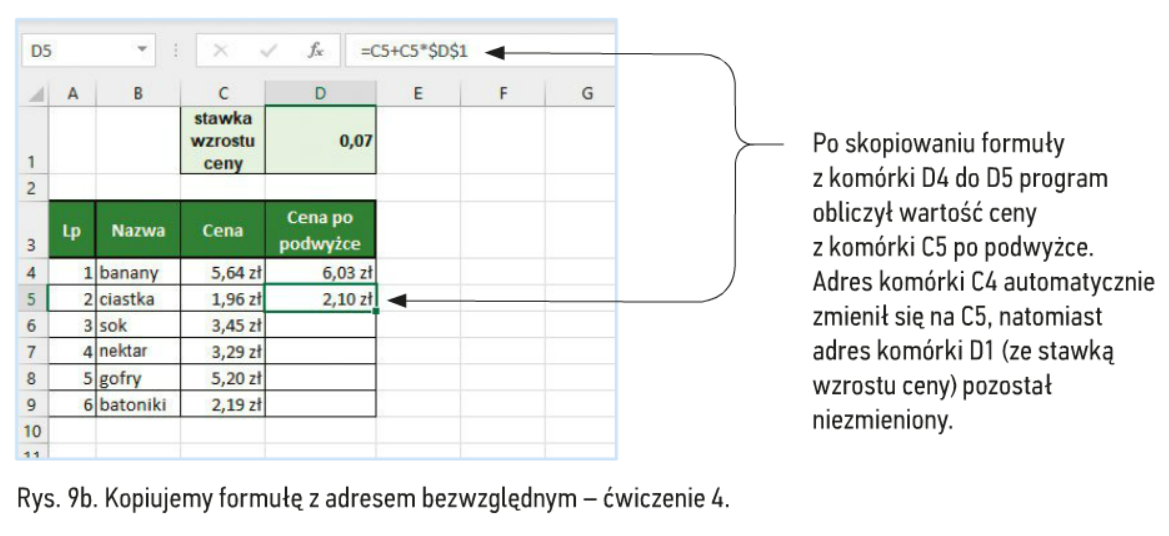 D5 fx =C5+C5*$D$1
A B C D E F G
1 stawka wzrostu ceny 0,07
2
3 Lp Nazwa Cena Cena po podwyżce
4 1 banany 5,64 zł 6,03 zł
5 2 ciastka 1,96 zł 2,10 zł
6 3 sok 3,45 zł
7 4 nektar 3,29 zł
8 5 gofry 5,20 zł
9 6 batoniki 2,19 zł
10
11
Po skopiowaniu formuły
z komórki D4 do D5 program
obliczył wartość ceny
z komórki C5 po podwyżce.
Adres komórki C4 automatycznie
zmienił się na C5, natomiast
adres komórki D1 (ze stawką
wzrostu ceny) pozostał
niezmieniony.
Rys. 9b. Kopiujemy formułę z adresem bezwzględnym – ćwiczenie 4.